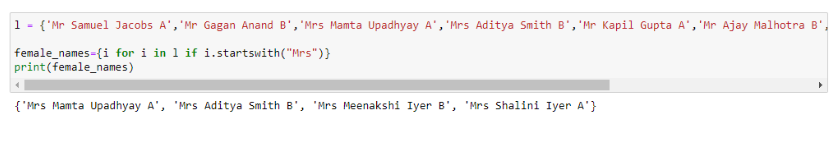 l = {'Mr Samuel Jacobs A','Mr Gagan Anand B','Mrs Mamta Upadhyay A','Mrs Aditya Smith B','Mr Kapil Gupta A','Mr Ajay Malhotra B',
female_names={i for i in l if i.startswith("Mrs")}
print(female_names)
{'Mrs Mamta Upadhyay A', 'Mrs Aditya Smith B', 'Mrs Meenakshi Iyer B', 'Mrs Shalini Iyer A'}